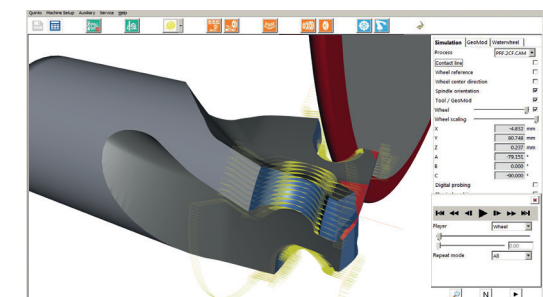 Quinto Machine Setup Auxiliary Service Help
Simulation GeoMod Waterwheel
Process PRF.2CF.CAM
Contact line
Wheel reference
Wheel center direction
Spindle orientation
Tool / GeoMod
Wheel
Wheel scaling
X -4.832 mm
Y 80.748 mm
Z 0.237 mm
A -79.151 °
B 0.000 °
C -90.000 °
Digital probing
Player Wheel
0.00
Repeat mode All
N